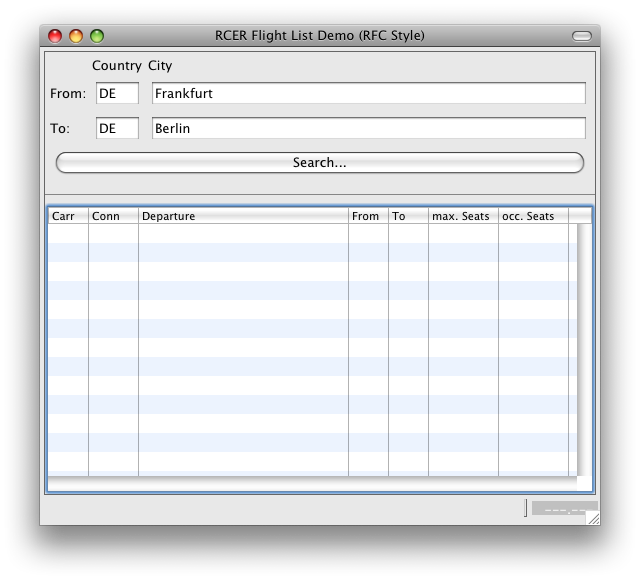 RCER Flight List Demo (RFC Style)
Country City
From: DE Frankfurt
To: DE Berlin
Search...
Carr Conn Departure From To max. Seats occ. Seats